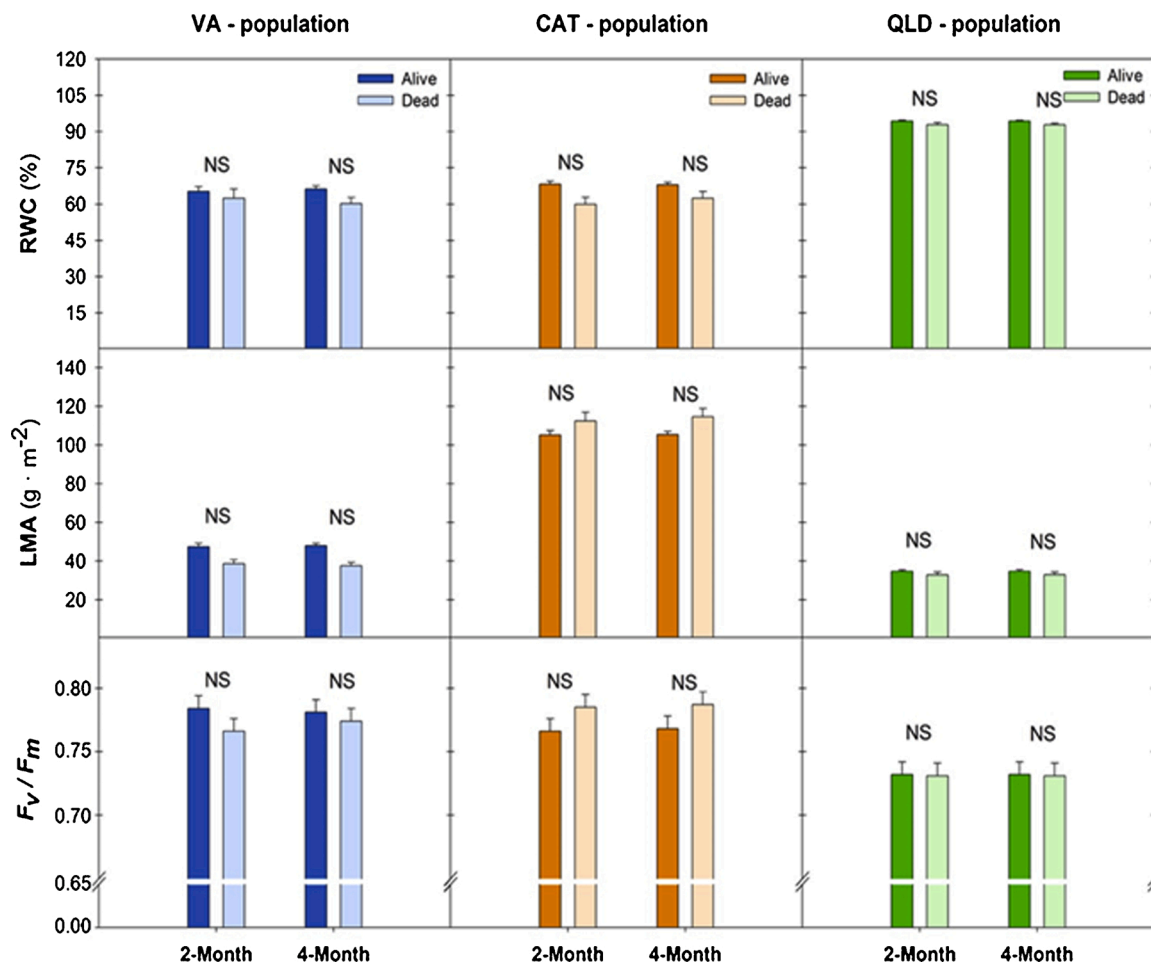 VA - population
CAT - population
QLD - population
120
105
90
75
60
45
30
15
RWC (%)
Alive
Dead
NS
NS
Alive
Dead
NS
NS
Alive
Dead
NS
NS
140
120
100
80
60
40
20
LMA (g · m⁻²)
NS
NS
NS
NS
NS
NS
0.80
0.75
0.70
0.65
0.00
Fv / Fm
NS
NS
NS
NS
NS
NS
2-Month
4-Month
2-Month
4-Month
2-Month
4-Month